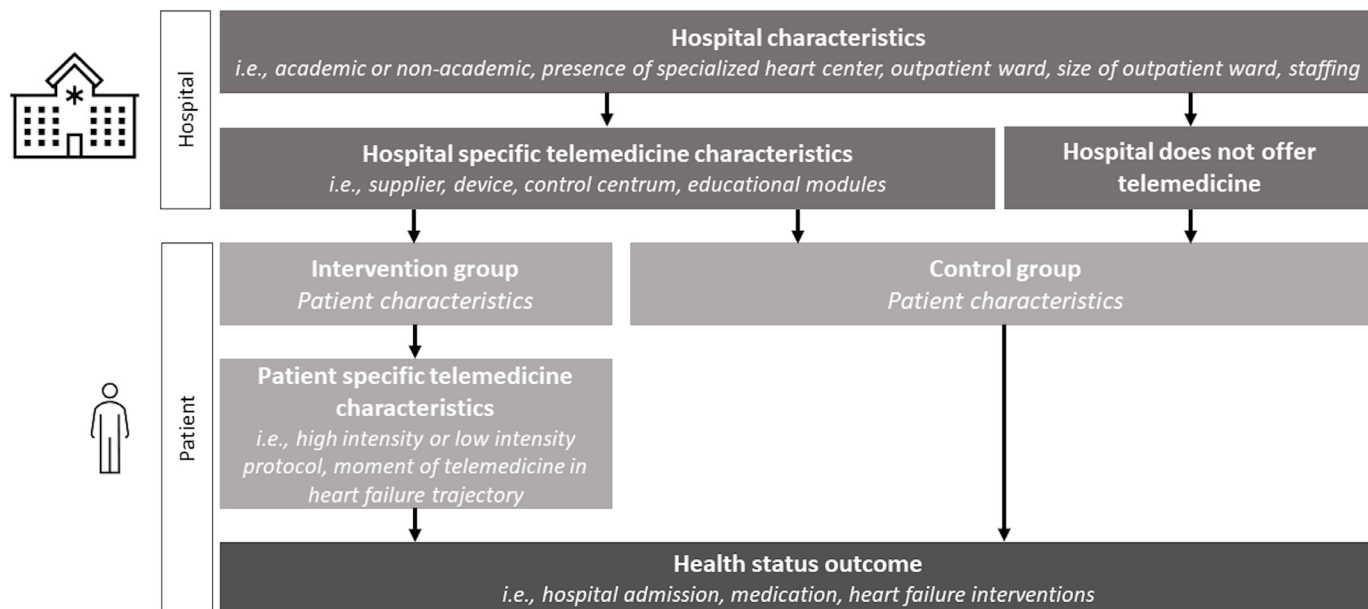 Hospital
Hospital characteristics
i.e., academic or non-academic, presence of specialized heart center, outpatient ward, size of outpatient ward, staffing
Hospital specific telemedicine characteristics
i.e., supplier, device, control centrum, educational modules
Hospital does not offer
telemedicine
Patient
Intervention group
Patient characteristics
Control group
Patient characteristics
Patient specific telemedicine
characteristics
i.e., high intensity or low intensity
protocol, moment of telemedicine in
heart failure trajectory
Health status outcome
i.e., hospital admission, medication, heart failure interventions